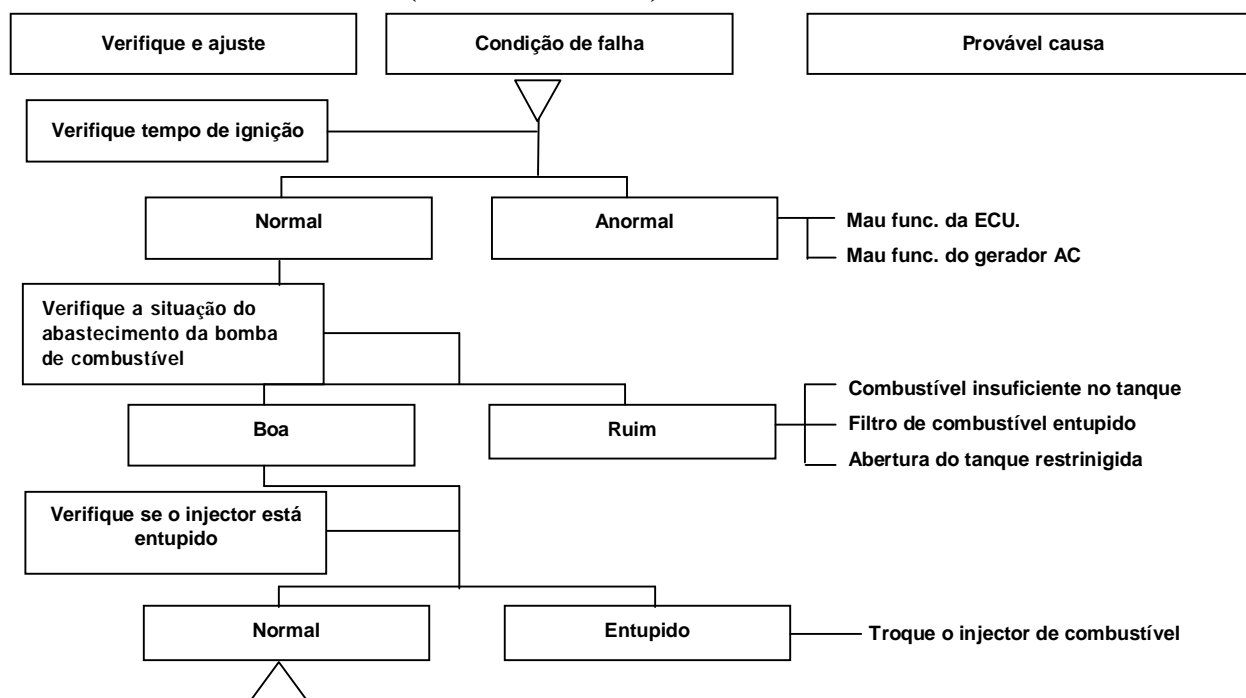 Verifique e ajuste
Condição de falha
Provável causa
Verifique tempo de ignição
Normal
Anormal
Mau func. da ECU.
Mau func. do gerador AC
Verifique a situação do
abastecimento da bomba
de combustível
Combustível insuficiente no tanque
Boa
Ruim
Filtro de combustível entupido
Abertura do tanque restrinigida
Verifique se o injector está
entupido
Normal
Entupido
Troque o injector de combustível